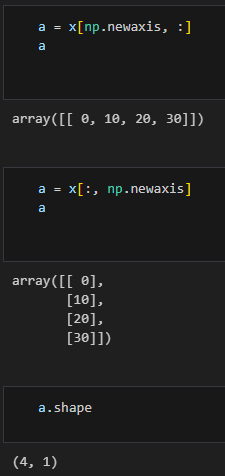 a = x[np.newaxis, :]
a
array([[ 0, 10, 20, 30]])
a = x[:, np.newaxis]
a
array([[ 0],
       [10],
       [20],
       [30]])
a.shape
(4, 1)